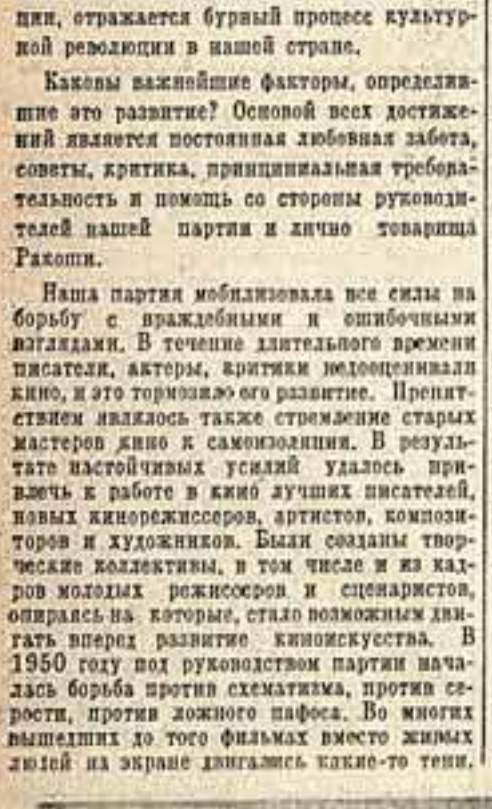 ции, отражается бурный процесс культур-
ной революции в нашей стране.
Каковы важнейшие факторы, определив-
шие это развитие? Основой всех достиже-
ний является постоянная любовная забота,
советы, критика, принципиальная требова-
тельность и помощь со стороны руководи-
телей нашей партии и лично товарища
Ракоши.
Наша партия мобилизовала все силы на
борьбу с враждебными и ошибочными
взглядами. В течение длительного времени
писатели, актеры, критики недооценивали
кино, и это тормозило его развитие. Препят-
ствием являлось также стремление старых
мастеров кино к самоизоляции. В резуль-
тате настойчивых усилий удалось при-
влечь к работе в кино лучших писателей,
новых кинорежиссеров, артистов, компози-
торов и художников. Были созданы твор-
ческие коллективы, в том числе и из кад-
ров молодых режиссеров и сценаристов,
опираясь на которые, стало возможным дви-
гать вперед развитие киноискусства. В
1950 году под руководством партии нача-
лась борьба против схематизма, против се-
рости, против ложного пафоса. Во многих
вышедших до того фильмах вместо живых
людей на экране двигались какие-то тени.